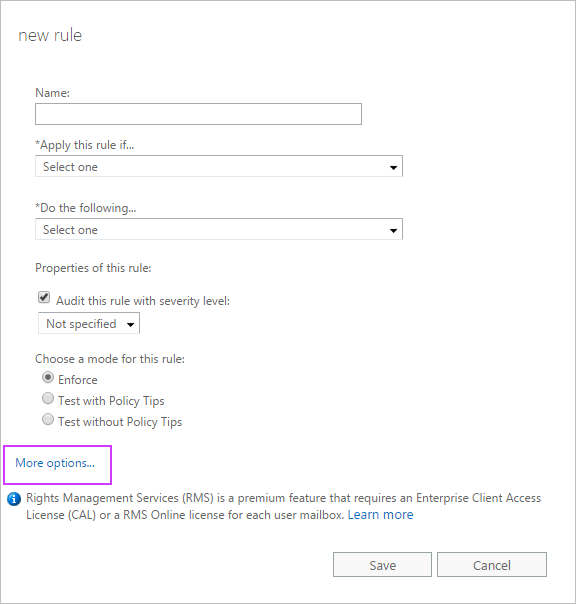 new rule
Name:
*Apply this rule if...
Select one
*Do the following...
Select one
Properties of this rule:
Audit this rule with severity level:
Not specified
Choose a mode for this rule:
Enforce
Test with Policy Tips
Test without Policy Tips
More options...
Rights Management Services (RMS) is a premium feature that requires an Enterprise Client Access
License (CAL) or a RMS Online license for each user mailbox. Learn more
Save Cancel